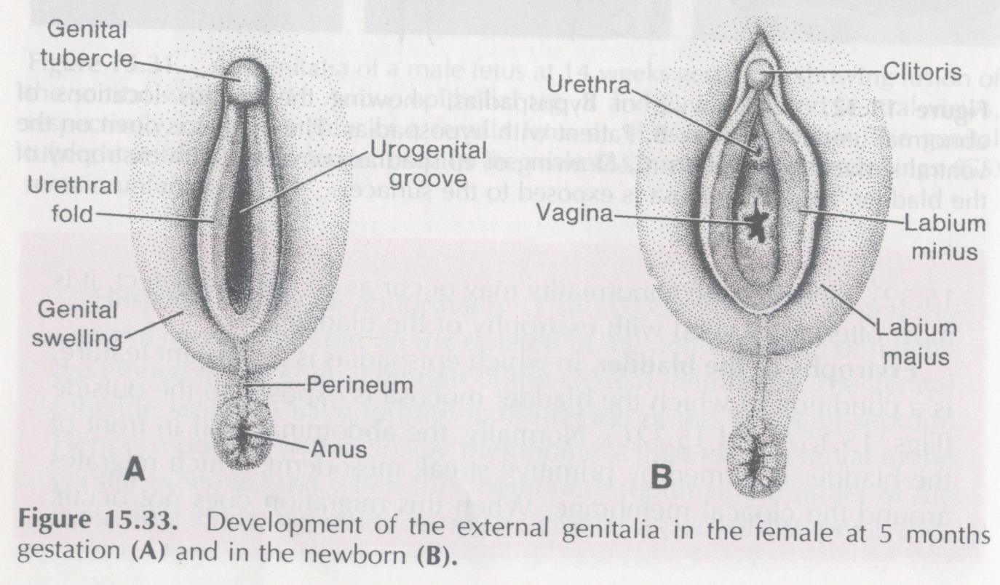 Genital
tubercle
Urethral
fold
Genital
swelling
Urogenital
groove
Perineum
Anus
A
Urethra
Vagina
Clitoris
Labium
minus
Labium
majus
B
Figure 15.33. Development of the external genitalia in the female at 5 months
gestation (A) and in the newborn (B).